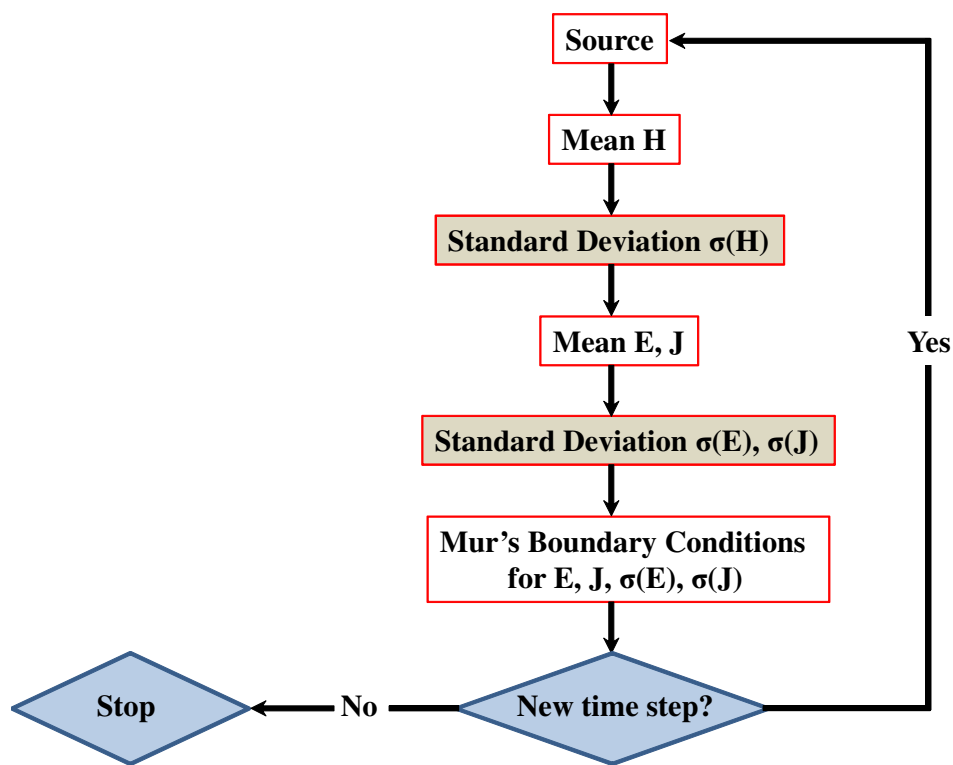 Source
Mean H
Standard Deviation σ(H)
Mean E, J
Yes
Standard Deviation σ(E), σ(J)
Mur’s Boundary Conditions
for E, J, σ(E), σ(J)
Stop
No
New time step?